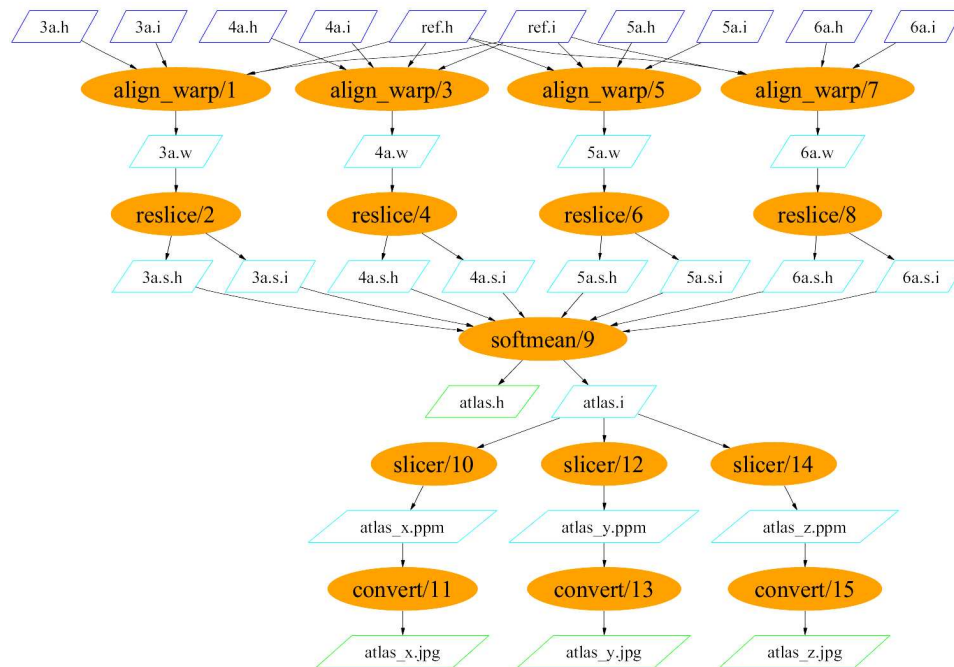 3a.h 3a.i 4a.h 4a.i ref.h ref.i 5a.h 5a.i 6a.h 6a.i
align_warp/1 align_warp/3 align_warp/5 align_warp/7
3a.w 4a.w 5a.w 6a.w
reslice/2 reslice/4 reslice/6 reslice/8
3a.s.h 3a.s.i 4a.s.h 4a.s.i 5a.s.h 5a.s.i 6a.s.h 6a.s.i
softmean/9
atlas.h atlas.i
slicer/10 slicer/12 slicer/14
atlas_x.ppm atlas_y.ppm atlas_z.ppm
convert/11 convert/13 convert/15
atlas_x.jpg atlas_y.jpg atlas_z.jpg